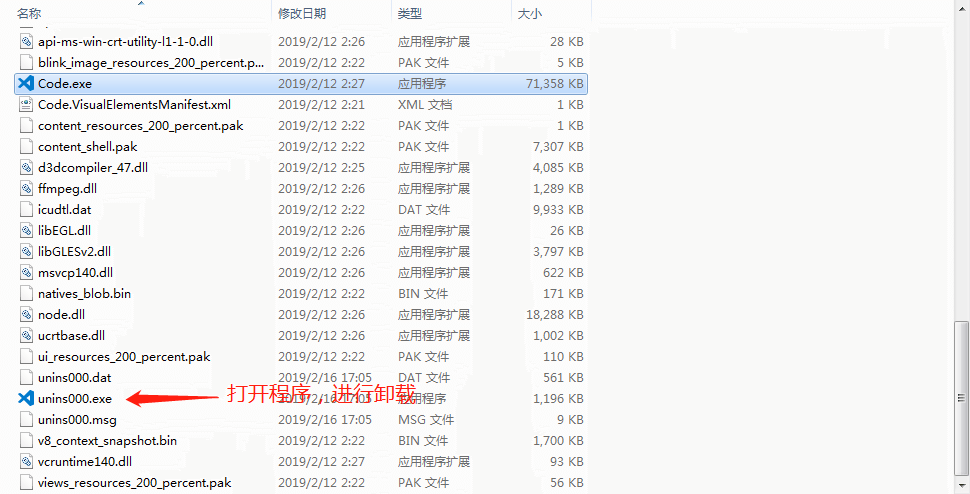 名称 修改日期 类型 大小
api-ms-win-crt-utility-l1-1-0.dll 2019/2/12 2:26 应用程序扩展 28 KB
blink_image_resources_200_percent.p... 2019/2/12 2:22 PAK 文件 5 KB
Code.exe 2019/2/12 2:27 应用程序 71,358 KB
Code.VisualElementsManifest.xml 2019/2/12 2:21 XML 文档 1 KB
content_resources_200_percent.pak 2019/2/12 2:22 PAK 文件 1 KB
content_shell.pak 2019/2/12 2:22 PAK 文件 7,307 KB
d3dcompiler_47.dll 2019/2/12 2:25 应用程序扩展 4,085 KB
ffmpeg.dll 2019/2/12 2:26 应用程序扩展 1,289 KB
icudtl.dat 2019/2/12 2:22 DAT 文件 9,933 KB
libEGL.dll 2019/2/12 2:26 应用程序扩展 26 KB
libGLESv2.dll 2019/2/12 2:26 应用程序扩展 3,797 KB
msvcp140.dll 2019/2/12 2:26 应用程序扩展 622 KB
natives_blob.bin 2019/2/12 2:22 BIN 文件 171 KB
node.dll 2019/2/12 2:26 应用程序扩展 18,288 KB
ucrtbase.dll 2019/2/12 2:26 应用程序扩展 1,002 KB
ui_resources_200_percent.pak 2019/2/12 2:22 PAK 文件 110 KB
unins000.dat 2019/2/16 17:05 DAT 文件 561 KB
unins000.exe 打开程序，进行卸载 2019/2/16 17:05 程序 1,196 KB
unins000.msg 2019/2/16 17:05 MSG 文件 9 KB
v8_context_snapshot.bin 2019/2/12 2:22 BIN 文件 1,700 KB
vcruntime140.dll 2019/2/12 2:27 应用程序扩展 93 KB
views_resources_200_percent.pak 2019/2/12 2:22 PAK 文件 56 KB